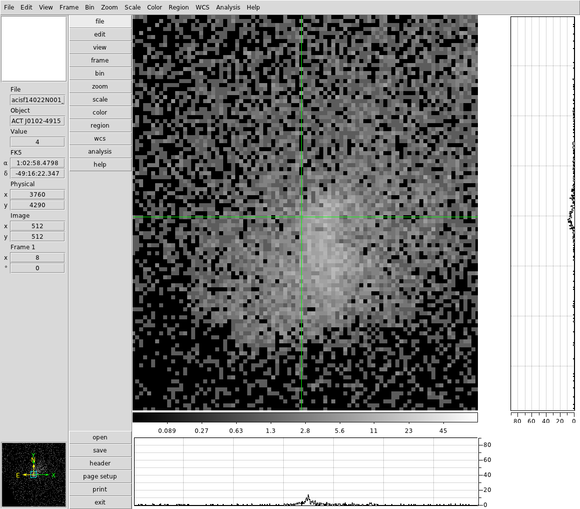 File Edit View Frame Bin Zoom Scale Color Region WCS Analysis Help
File
acisf14022N001_
Object
ACT J0102-4915
Value
4
FK5
α 1:02:58.4798
δ -49:16:22.347
Physical
x 3760
y 4290
Image
x 512
y 512
Frame 1
x 8
° 0
file
edit
view
frame
bin
zoom
scale
color
region
wcs
analysis
help
open
save
header
page setup
print
exit
0.089 0.27 0.63 1.3 2.8 5.6 11 23 45
80 60 40 20 0
80
60
40
20
0
N
E
X